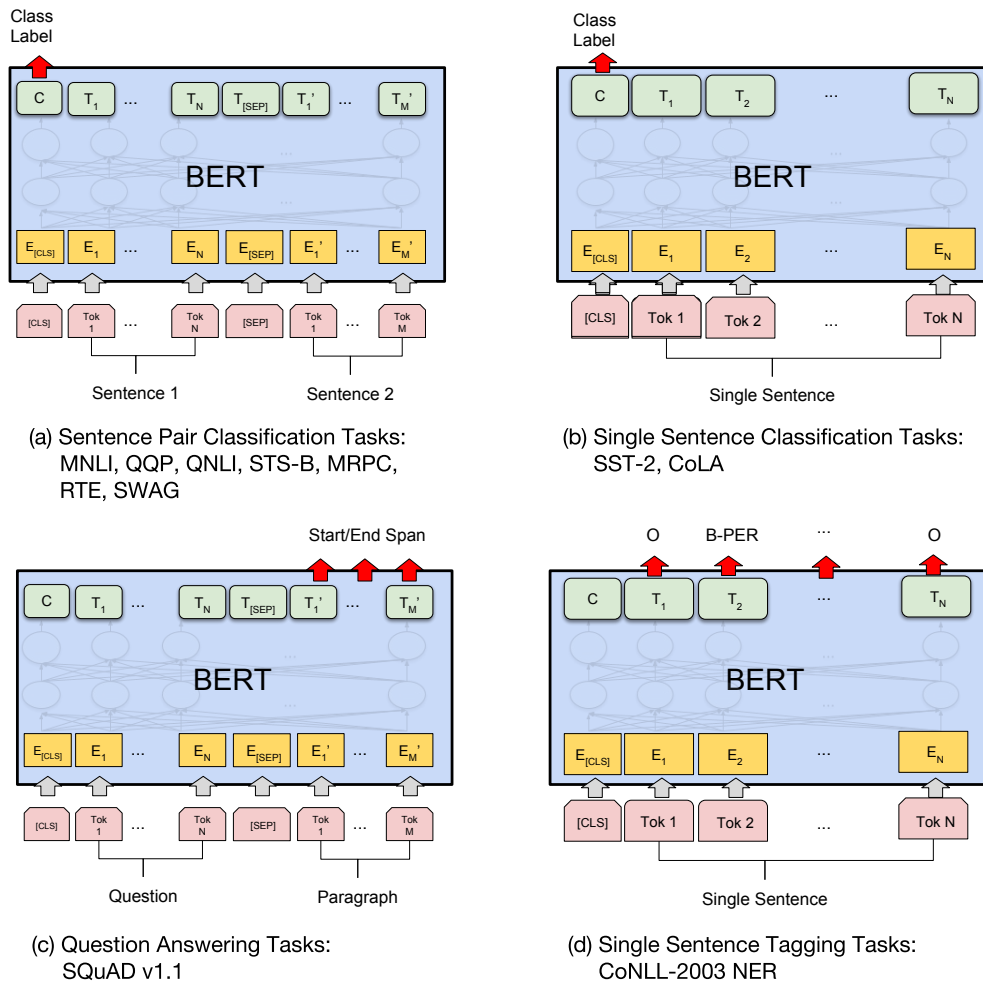 Class
Label
C T1 ... TN T[SEP] T1' ... TM'
...
BERT
...
E[CLS] E1 ... EN E[SEP] E1' ... EM'
[CLS] Tok 1 ... Tok N [SEP] Tok 1 ... Tok M
Sentence 1 Sentence 2
(a) Sentence Pair Classification Tasks:
MNLI, QQP, QNLI, STS-B, MRPC,
RTE, SWAG
Class
Label
C T1 T2 ... TN
...
BERT
...
E[CLS] E1 E2 ... EN
[CLS] Tok 1 Tok 2 ... Tok N
Single Sentence
(b) Single Sentence Classification Tasks:
SST-2, CoLA
Start/End Span
C T1 ... TN T[SEP] T1' ... TM'
...
BERT
...
E[CLS] E1 ... EN E[SEP] E1' ... EM'
[CLS] Tok 1 ... Tok N [SEP] Tok 1 ... Tok M
Question Paragraph
(c) Question Answering Tasks:
SQuAD v1.1
O B-PER ... O
C T1 T2 ... TN
...
BERT
...
E[CLS] E1 E2 ... EN
[CLS] Tok 1 Tok 2 ... Tok N
Single Sentence
(d) Single Sentence Tagging Tasks:
CoNLL-2003 NER